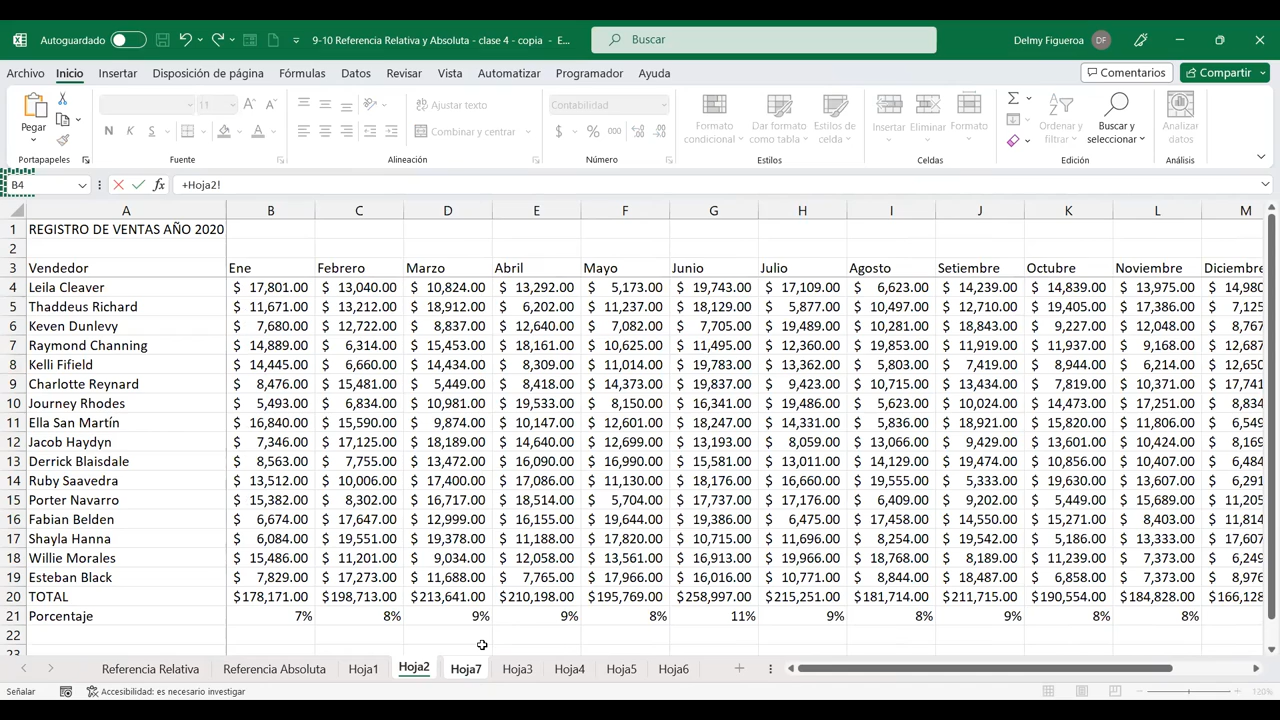 Autoguardado 9-10 Referencia Relativa y Absoluta - clase 4 - copia - E... Buscar Delmy Figueroa DF
Archivo Inicio Insertar Disposición de página Fórmulas Datos Revisar Vista Automatizar Programador Ayuda Comentarios Compartir
Pegar
Portapapeles
11 A A
N K S A
Fuente
Ajustar texto
Combinar y centrar
Alineación
Contabilidad
$ % 000
Número
Formato condicional
Dar formato como tabla
Estilos de celda
Estilos
Insertar Eliminar Formato
Celdas
Ordenar y filtrar
Buscar y seleccionar
Edición
Analizar datos
Análisis
B4 fx +Hoja2!
A B C D E F G H I J K L M
1 REGISTRO DE VENTAS AÑO 2020
2
3 Vendedor Ene Febrero Marzo Abril Mayo Junio Julio Agosto Setiembre Octubre Noviembre Diciembre
4 Leila Cleaver $ 17,801.00 $ 13,040.00 $ 10,824.00 $ 13,292.00 $ 5,173.00 $ 19,743.00 $ 17,109.00 $ 6,623.00 $ 14,239.00 $ 14,839.00 $ 13,975.00 $ 14,980
5 Thaddeus Richard $ 11,671.00 $ 13,212.00 $ 18,912.00 $ 6,202.00 $ 11,237.00 $ 18,129.00 $ 5,877.00 $ 10,497.00 $ 12,710.00 $ 19,405.00 $ 17,386.00 $ 7,125
6 Keven Dunlevy $ 7,680.00 $ 12,722.00 $ 8,837.00 $ 12,640.00 $ 7,082.00 $ 7,705.00 $ 19,489.00 $ 10,281.00 $ 18,843.00 $ 9,227.00 $ 12,048.00 $ 8,767
7 Raymond Channing $ 14,889.00 $ 6,314.00 $ 15,453.00 $ 18,161.00 $ 10,625.00 $ 11,495.00 $ 12,360.00 $ 19,853.00 $ 11,919.00 $ 11,937.00 $ 9,168.00 $ 12,687
8 Kelli Fifield $ 14,445.00 $ 6,660.00 $ 14,434.00 $ 8,309.00 $ 11,014.00 $ 19,783.00 $ 13,362.00 $ 5,803.00 $ 7,419.00 $ 8,944.00 $ 6,214.00 $ 12,650
9 Charlotte Reynard $ 8,476.00 $ 15,481.00 $ 5,449.00 $ 8,418.00 $ 14,373.00 $ 19,837.00 $ 9,423.00 $ 10,715.00 $ 13,434.00 $ 7,819.00 $ 10,371.00 $ 17,741
10 Journey Rhodes $ 5,493.00 $ 6,834.00 $ 10,981.00 $ 19,533.00 $ 8,150.00 $ 16,341.00 $ 19,486.00 $ 5,623.00 $ 10,024.00 $ 14,473.00 $ 17,251.00 $ 8,834
11 Ella San Martín $ 16,840.00 $ 15,590.00 $ 9,874.00 $ 10,147.00 $ 12,601.00 $ 18,247.00 $ 14,331.00 $ 5,836.00 $ 18,921.00 $ 15,820.00 $ 11,806.00 $ 6,549
12 Jacob Haydyn $ 7,346.00 $ 17,125.00 $ 18,189.00 $ 14,640.00 $ 12,699.00 $ 13,193.00 $ 8,059.00 $ 13,066.00 $ 9,429.00 $ 13,601.00 $ 10,424.00 $ 8,169
13 Derrick Blaisdale $ 8,563.00 $ 7,755.00 $ 13,472.00 $ 16,090.00 $ 16,990.00 $ 15,581.00 $ 13,011.00 $ 14,129.00 $ 19,474.00 $ 10,856.00 $ 10,407.00 $ 6,484
14 Ruby Saavedra $ 13,512.00 $ 10,006.00 $ 17,400.00 $ 17,086.00 $ 11,130.00 $ 18,176.00 $ 16,660.00 $ 19,555.00 $ 5,333.00 $ 19,630.00 $ 13,607.00 $ 6,291
15 Porter Navarro $ 15,382.00 $ 8,302.00 $ 16,717.00 $ 18,514.00 $ 5,704.00 $ 17,737.00 $ 17,176.00 $ 6,409.00 $ 9,202.00 $ 5,449.00 $ 15,689.00 $ 11,205
16 Fabian Belden $ 6,674.00 $ 17,647.00 $ 12,999.00 $ 16,155.00 $ 19,644.00 $ 19,386.00 $ 6,475.00 $ 17,458.00 $ 14,550.00 $ 15,271.00 $ 8,403.00 $ 11,814
17 Shayla Hanna $ 6,084.00 $ 19,551.00 $ 19,378.00 $ 11,188.00 $ 17,820.00 $ 10,715.00 $ 11,696.00 $ 8,254.00 $ 19,542.00 $ 5,186.00 $ 13,333.00 $ 17,607
18 Willie Morales $ 15,486.00 $ 11,201.00 $ 9,034.00 $ 12,058.00 $ 13,561.00 $ 16,913.00 $ 19,966.00 $ 18,768.00 $ 8,189.00 $ 11,239.00 $ 7,373.00 $ 6,249
19 Esteban Black $ 7,829.00 $ 17,273.00 $ 11,688.00 $ 7,765.00 $ 17,966.00 $ 16,016.00 $ 10,771.00 $ 8,844.00 $ 18,487.00 $ 6,858.00 $ 7,373.00 $ 8,976
20 TOTAL $178,171.00 $198,713.00 $213,641.00 $210,198.00 $195,769.00 $258,997.00 $215,251.00 $181,714.00 $211,715.00 $190,554.00 $184,828.00 $166,128
21 Porcentaje 7% 8% 9% 9% 8% 11% 9% 8% 9% 8% 8%
22
23
Referencia Relativa Referencia Absoluta Hoja1 Hoja2 Hoja7 Hoja3 Hoja4 Hoja5 Hoja6
Señalar Accesibilidad: es necesario investigar 120%